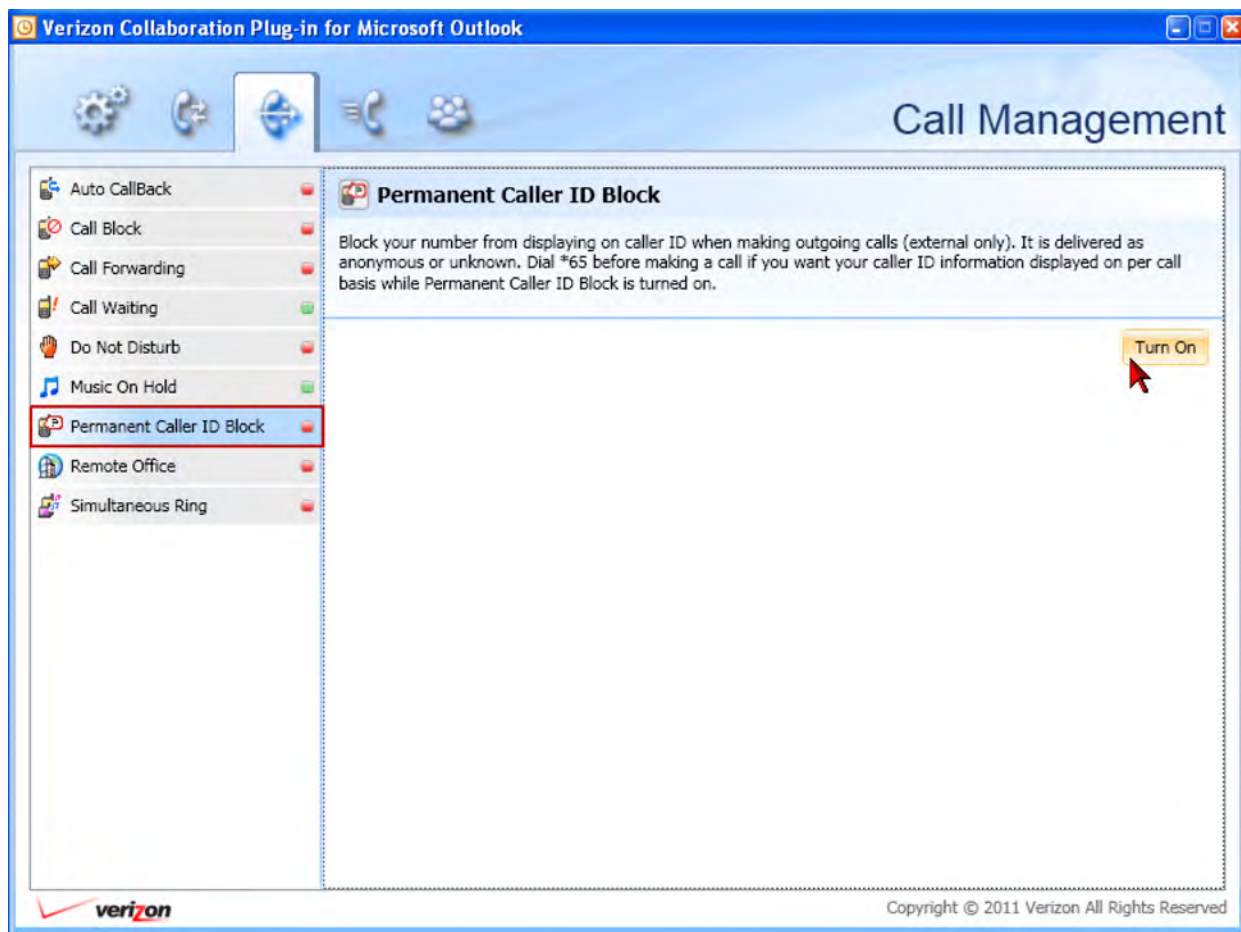 Verizon Collaboration Plug-in for Microsoft Outlook
Call Management
Auto CallBack
Call Block
Call Forwarding
Call Waiting
Do Not Disturb
Music On Hold
Permanent Caller ID Block
Remote Office
Simultaneous Ring
Permanent Caller ID Block
Block your number from displaying on caller ID when making outgoing calls (external only). It is delivered as
anonymous or unknown. Dial *65 before making a call if you want your caller ID information displayed on per call
basis while Permanent Caller ID Block is turned on.
Turn On
verizon
Copyright © 2011 Verizon All Rights Reserved